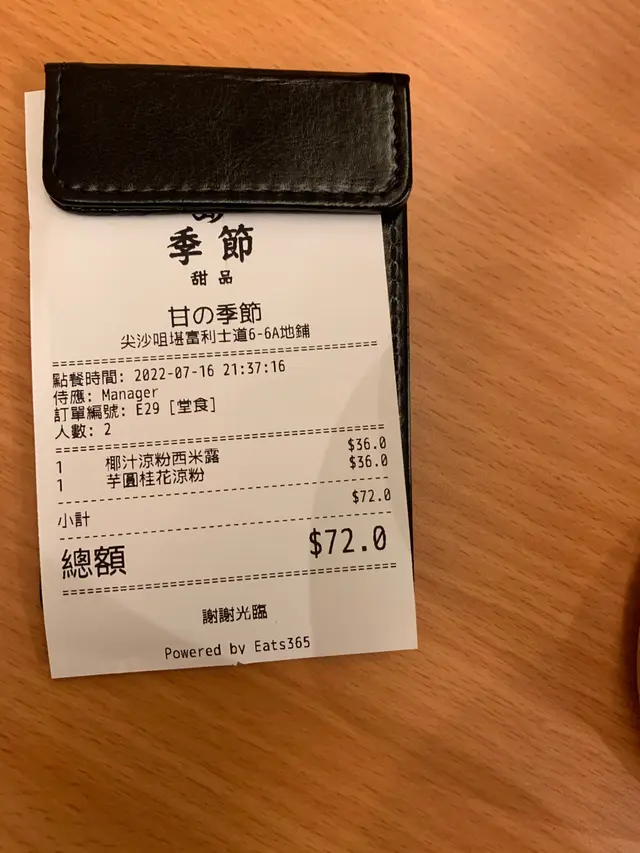 季節
甜品
甘の季節
尖沙咀堪富利士道6-6A地鋪
點餐時間: 2022-07-16 21:37:16
侍應: Manager
訂單編號: E29 [堂食]
人數: 2
1 椰汁涼粉西米露 $36.0
1 芋圓桂花涼粉 $36.0
小計 $72.0
總額 $72.0
謝謝光臨
Powered by Eats365